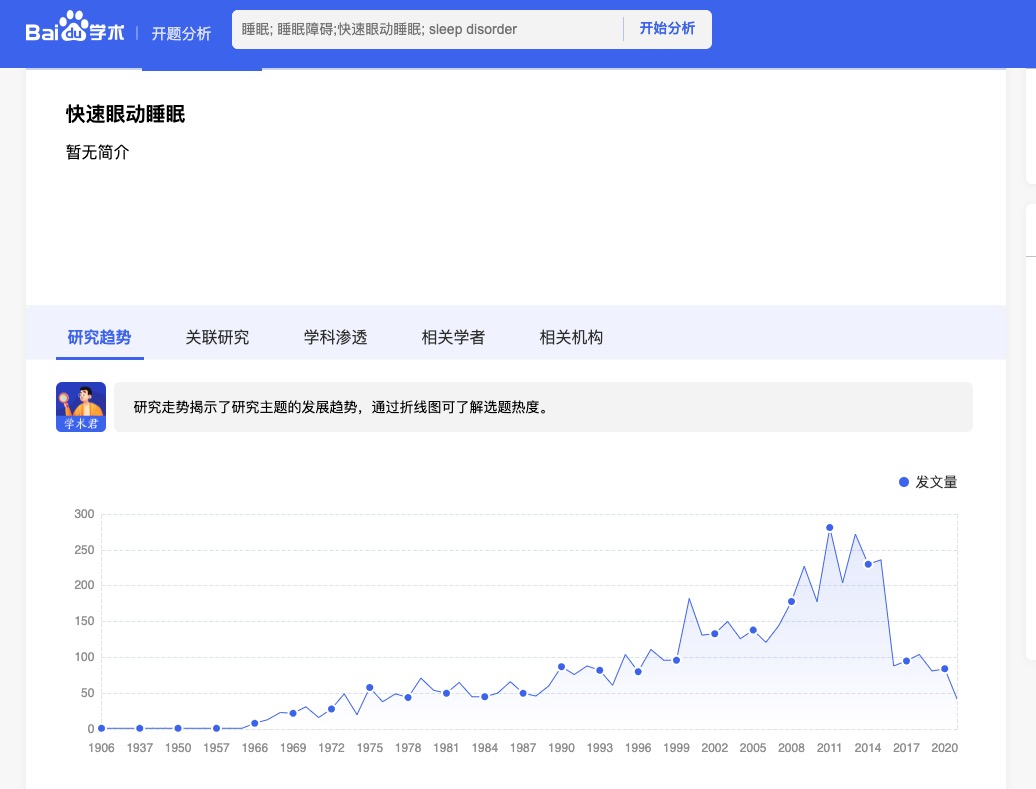 Baidu学术 | 开题分析
睡眠; 睡眠障碍;快速眼动睡眠; sleep disorder
开始分析
快速眼动睡眠
暂无简介
研究趋势 关联研究 学科渗透 相关学者 相关机构
学术君
研究走势揭示了研究主题的发展趋势，通过折线图可了解选题热度。
发文量
300
250
200
150
100
50
0
1906 1937 1950 1957 1966 1969 1972 1975 1978 1981 1984 1987 1990 1993 1996 1999 2002 2005 2008 2011 2014 2017 2020